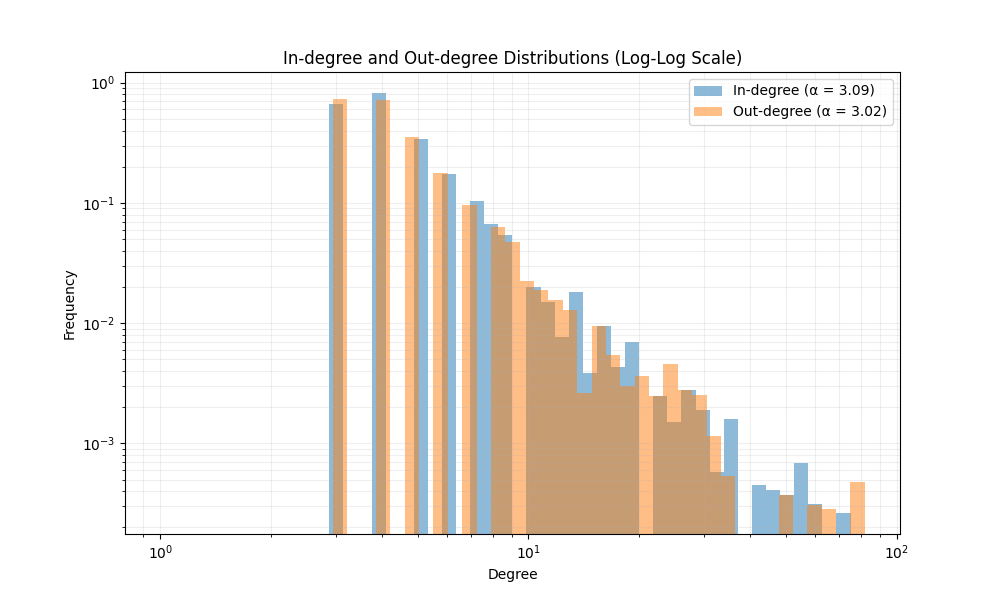 In-degree and Out-degree Distributions (Log-Log Scale)
In-degree (α = 3.09)
Out-degree (α = 3.02)
Frequency
10⁰
10⁻¹
10⁻²
10⁻³
10⁰
10¹
10²
Degree